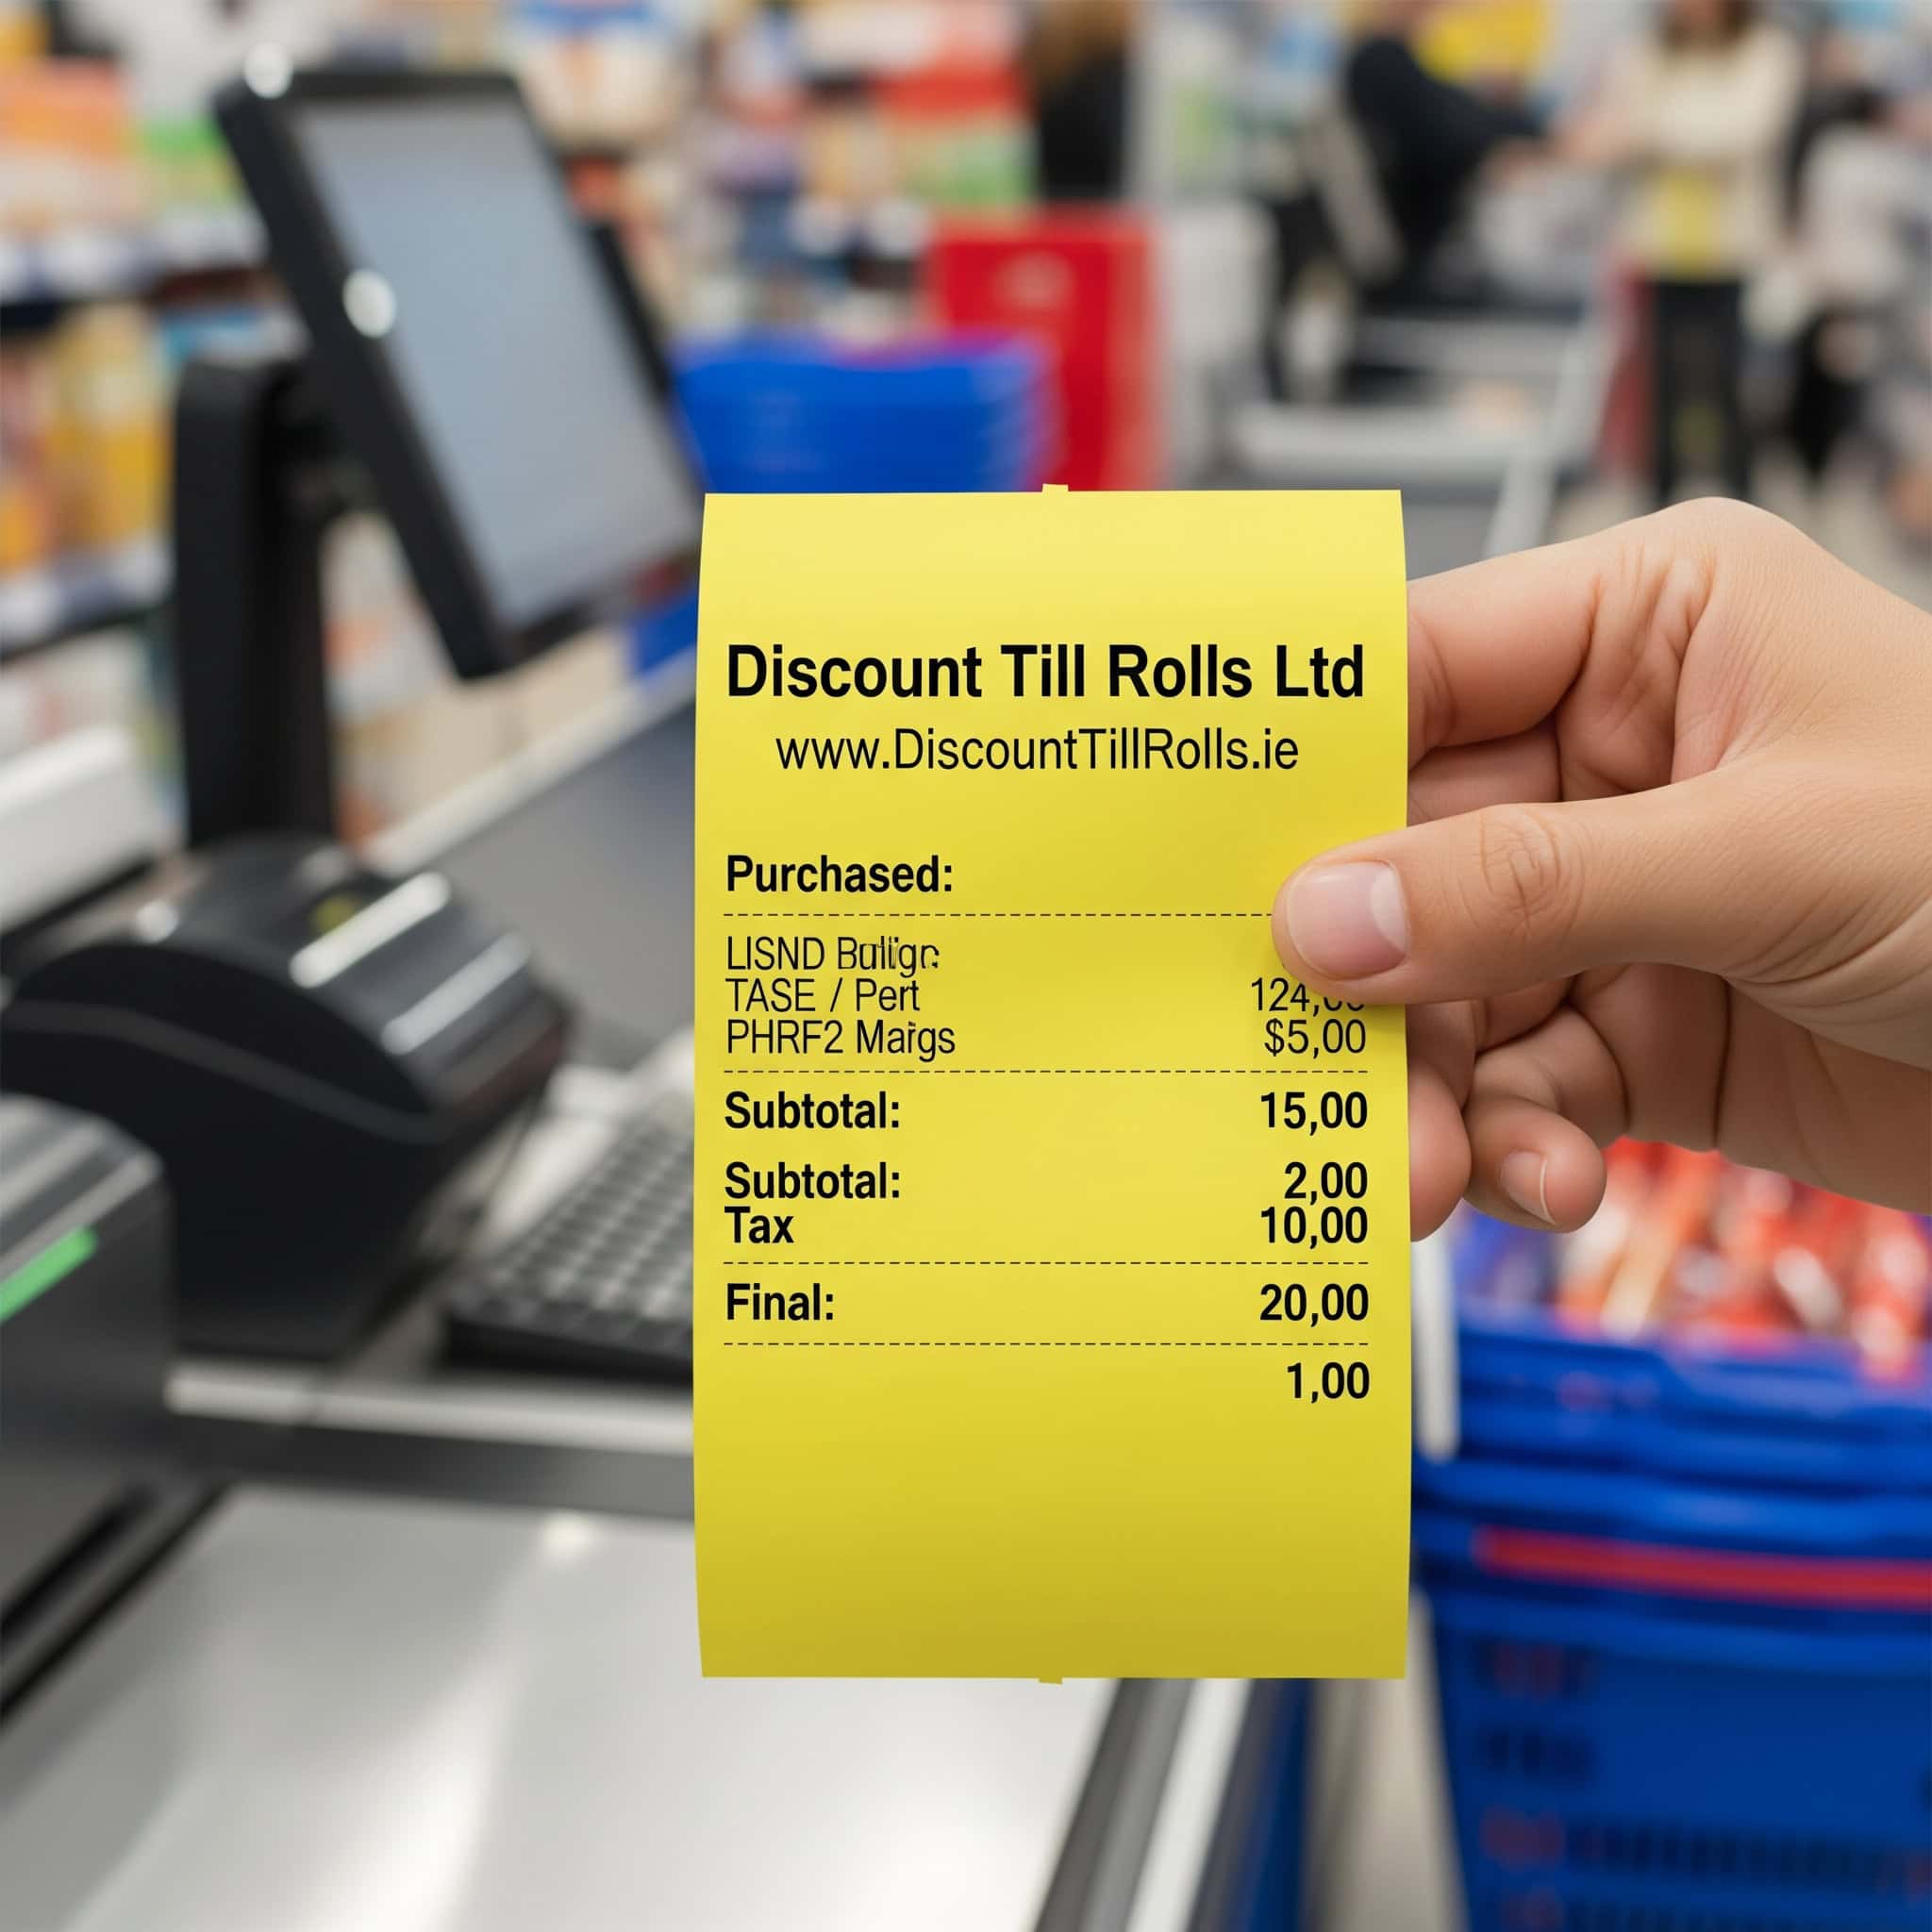 Discount Till Rolls Ltd
www.DiscountTillRolls.ie
Purchased:
LISND
TASE / Pert 124,
PHRF2 Margs $5,00
Subtotal: 15,00
Subtotal: 2,00
Tax 10,00
Final: 20,00
1,00